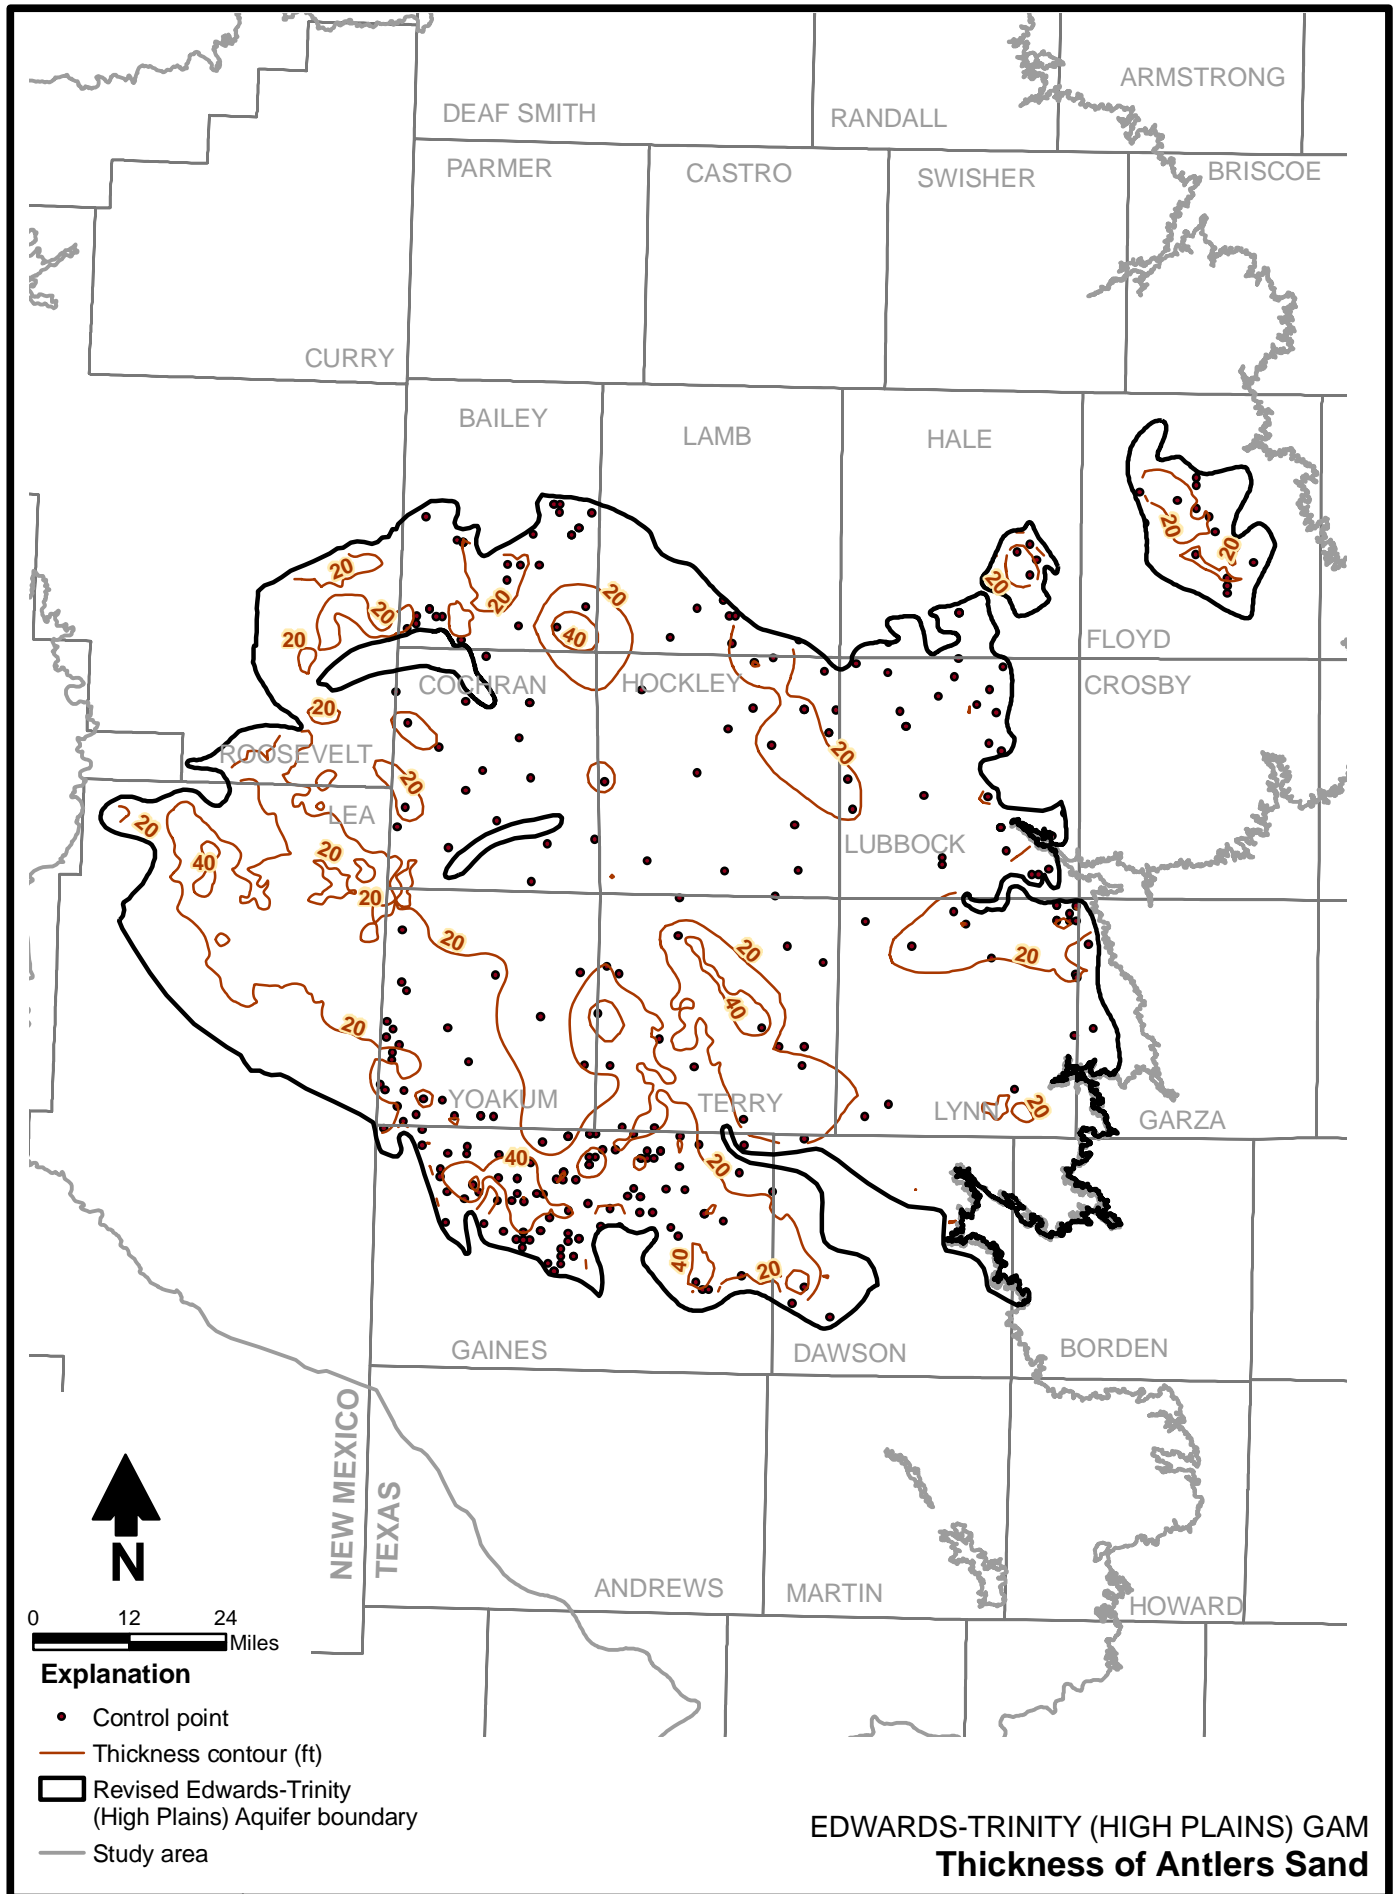 ARMSTRONG
DEAF SMITH
RANDALL
PARMER
CASTRO
SWISHER
BRISCOE
CURRY
BAILEY
LAMB
HALE
20
20
20
20
20
20
20
20
40
20
FLOYD
COCHRAN
HOCKLEY
CROSBY
20
ROOSEVELT
20
20
LEA
20
20
40
LUBBOCK
20
20
20
20
40
20
YOAKUM
TERRY
LYNN
20
GARZA
40
20
40
20
GAINES
DAWSON
BORDEN
NEW MEXICO
TEXAS
N
ANDREWS
MARTIN
HOWARD
0 12 24
Miles
Explanation
Control point
Thickness contour (ft)
Revised Edwards-Trinity
(High Plains) Aquifer boundary
Study area
EDWARDS-TRINITY (HIGH PLAINS) GAM
Thickness of Antlers Sand